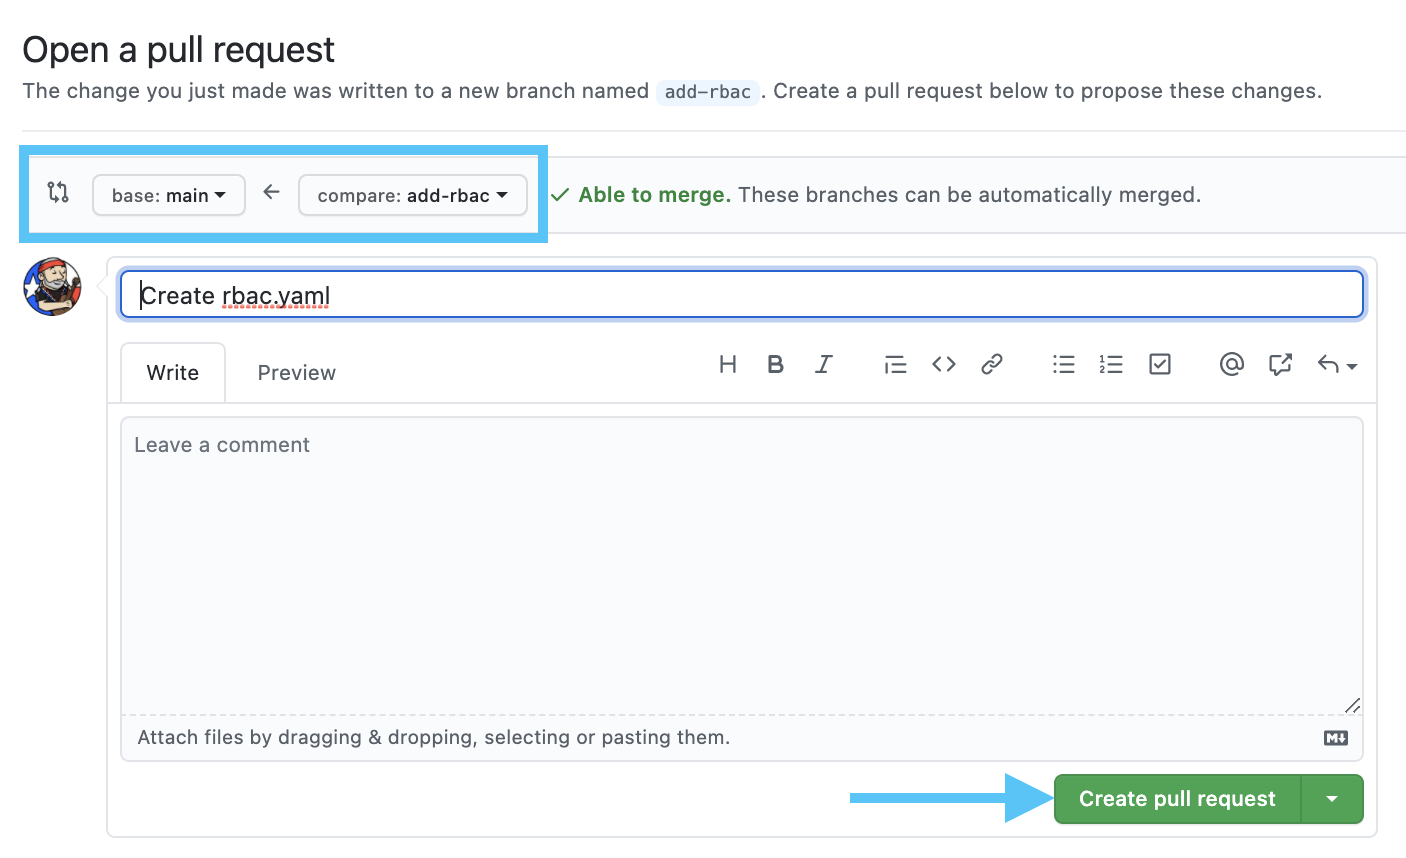 Open a pull request
The change you just made was written to a new branch named add-rbac. Create a pull request below to propose these changes.
base: main
compare: add-rbac
Able to merge. These branches can be automatically merged.
Create rbac.yaml
Write
Preview
Leave a comment
Attach files by dragging & dropping, selecting or pasting them.
Create pull request